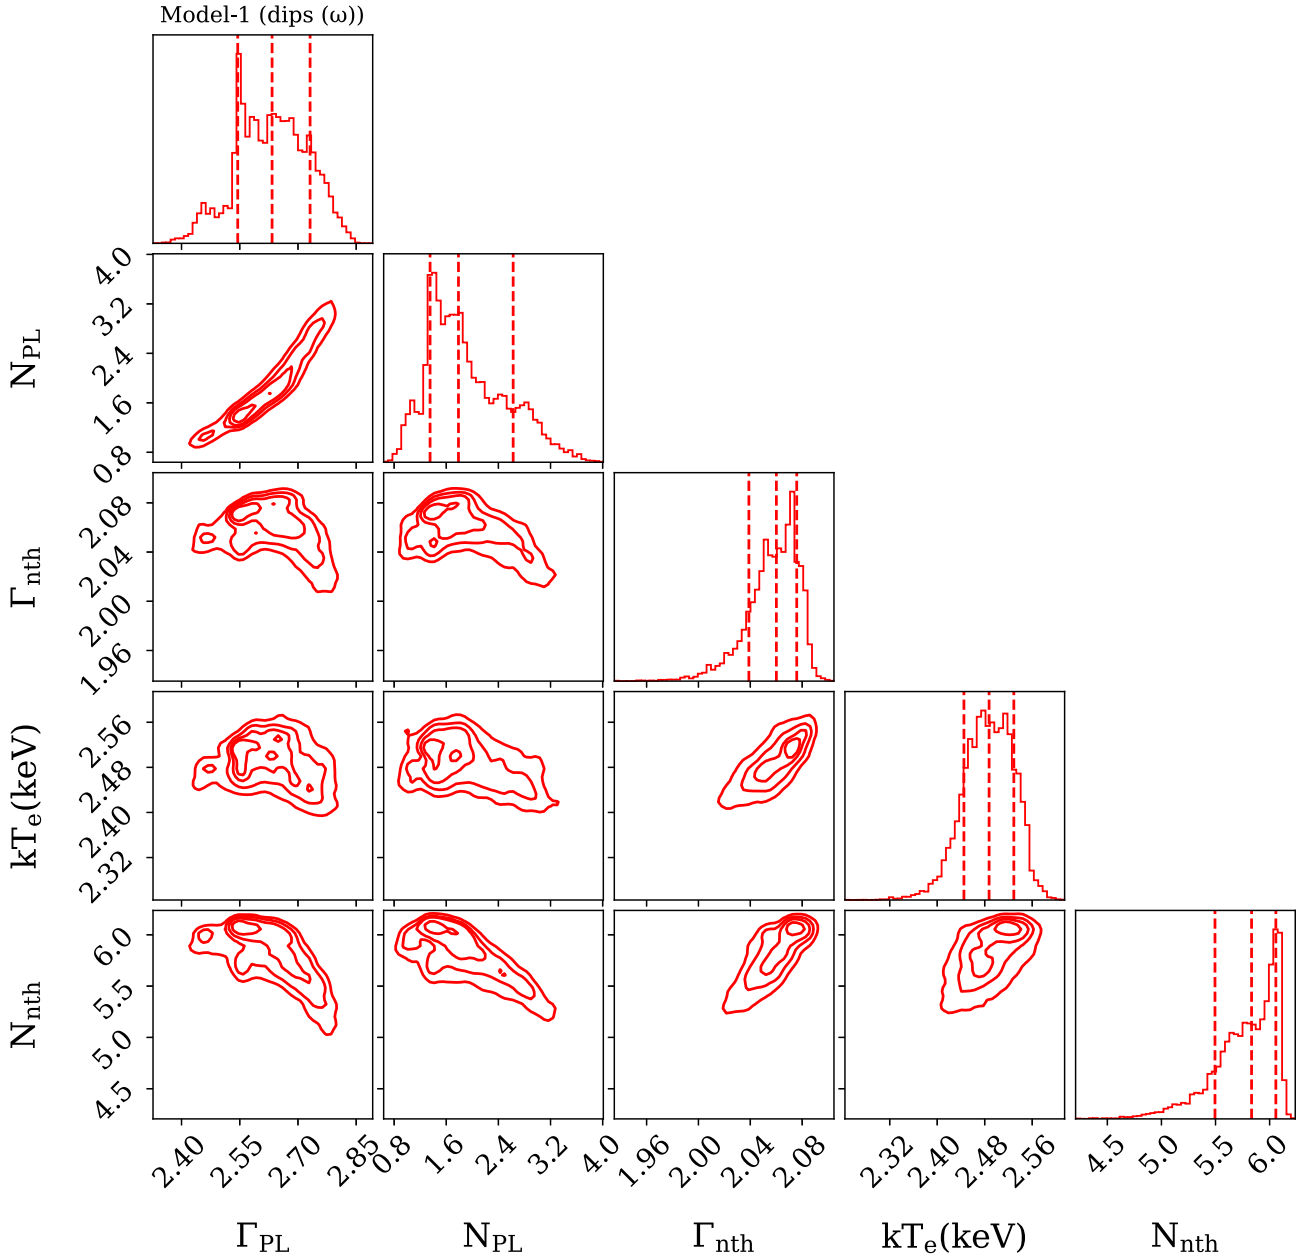 Model-1 (dips (ω))
N_PL
4.0
3.2
2.4
1.6
0.8
Γ_nth
2.08
2.04
2.00
1.96
kT_e(keV)
2.56
2.48
2.40
2.32
N_nth
6.0
5.5
5.0
4.5
2.40 2.55 2.70 2.85 0.8 1.6 2.4 3.2 4.0 1.96 2.00 2.04 2.08 2.32 2.40 2.48 2.56 4.5 5.0 5.5 6.0
Γ_PL N_PL Γ_nth kT_e(keV) N_nth